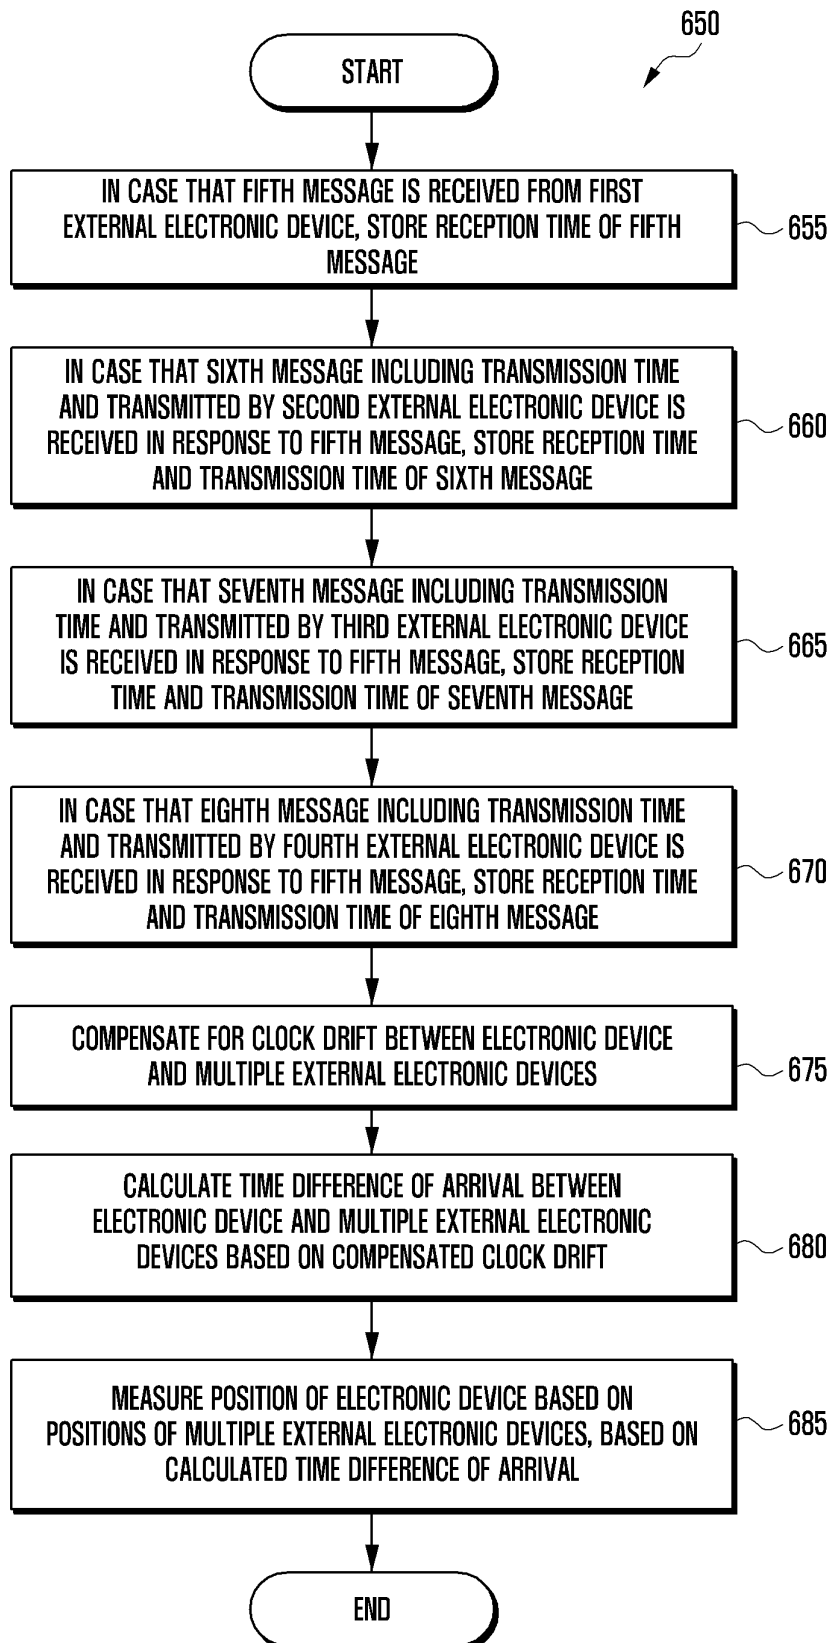 650
START
IN CASE THAT FIFTH MESSAGE IS RECEIVED FROM FIRST
EXTERNAL ELECTRONIC DEVICE, STORE RECEPTION TIME OF FIFTH
MESSAGE
655
IN CASE THAT SIXTH MESSAGE INCLUDING TRANSMISSION TIME
AND TRANSMITTED BY SECOND EXTERNAL ELECTRONIC DEVICE IS
RECEIVED IN RESPONSE TO FIFTH MESSAGE, STORE RECEPTION TIME
AND TRANSMISSION TIME OF SIXTH MESSAGE
660
IN CASE THAT SEVENTH MESSAGE INCLUDING TRANSMISSION
TIME AND TRANSMITTED BY THIRD EXTERNAL ELECTRONIC DEVICE
IS RECEIVED IN RESPONSE TO FIFTH MESSAGE, STORE RECEPTION
TIME AND TRANSMISSION TIME OF SEVENTH MESSAGE
665
IN CASE THAT EIGHTH MESSAGE INCLUDING TRANSMISSION TIME
AND TRANSMITTED BY FOURTH EXTERNAL ELECTRONIC DEVICE IS
RECEIVED IN RESPONSE TO FIFTH MESSAGE, STORE RECEPTION TIME
AND TRANSMISSION TIME OF EIGHTH MESSAGE
670
COMPENSATE FOR CLOCK DRIFT BETWEEN ELECTRONIC DEVICE
AND MULTIPLE EXTERNAL ELECTRONIC DEVICES
675
CALCULATE TIME DIFFERENCE OF ARRIVAL BETWEEN
ELECTRONIC DEVICE AND MULTIPLE EXTERNAL ELECTRONIC
DEVICES BASED ON COMPENSATED CLOCK DRIFT
680
MEASURE POSITION OF ELECTRONIC DEVICE BASED ON
POSITIONS OF MULTIPLE EXTERNAL ELECTRONIC DEVICES, BASED ON
CALCULATED TIME DIFFERENCE OF ARRIVAL
685
END